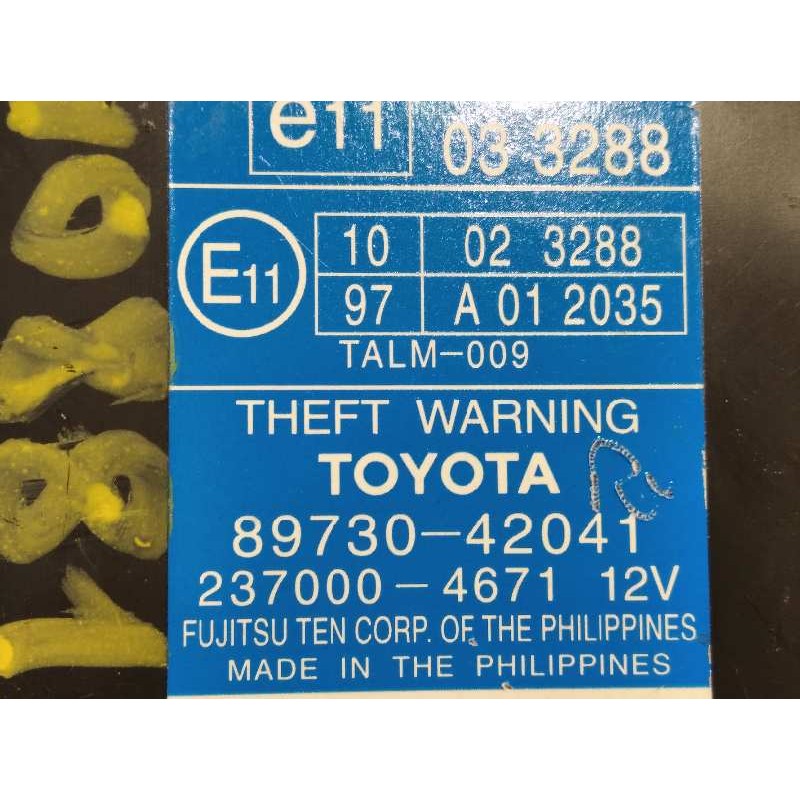 e11 03 3288
E11 10 02 3288
97 A 01 2035
TALM-009
THEFT WARNING
TOYOTA
89730-42041
237000-4671 12V
FUJITSU TEN CORP. OF THE PHILIPPINES
MADE IN THE PHILIPPINES